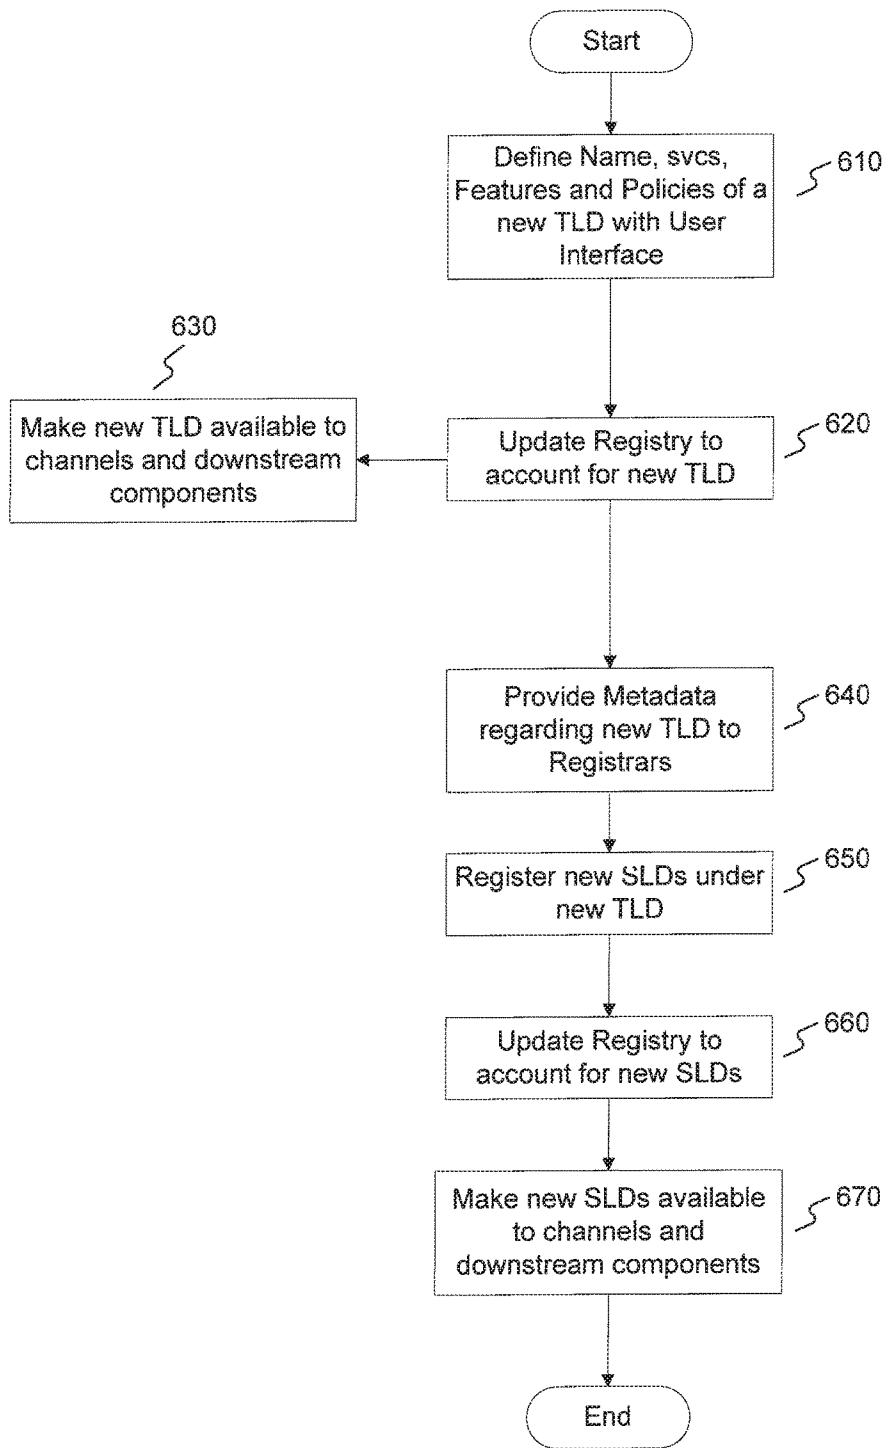 Start
Define Name, svcs,
Features and Policies of a
new TLD with User
Interface
610
630
Make new TLD available to
channels and downstream
components
Update Registry to
account for new TLD
620
Provide Metadata
regarding new TLD to
Registrars
640
Register new SLDs under
new TLD
650
Update Registry to
account for new SLDs
660
Make new SLDs available
to channels and
downstream components
670
End